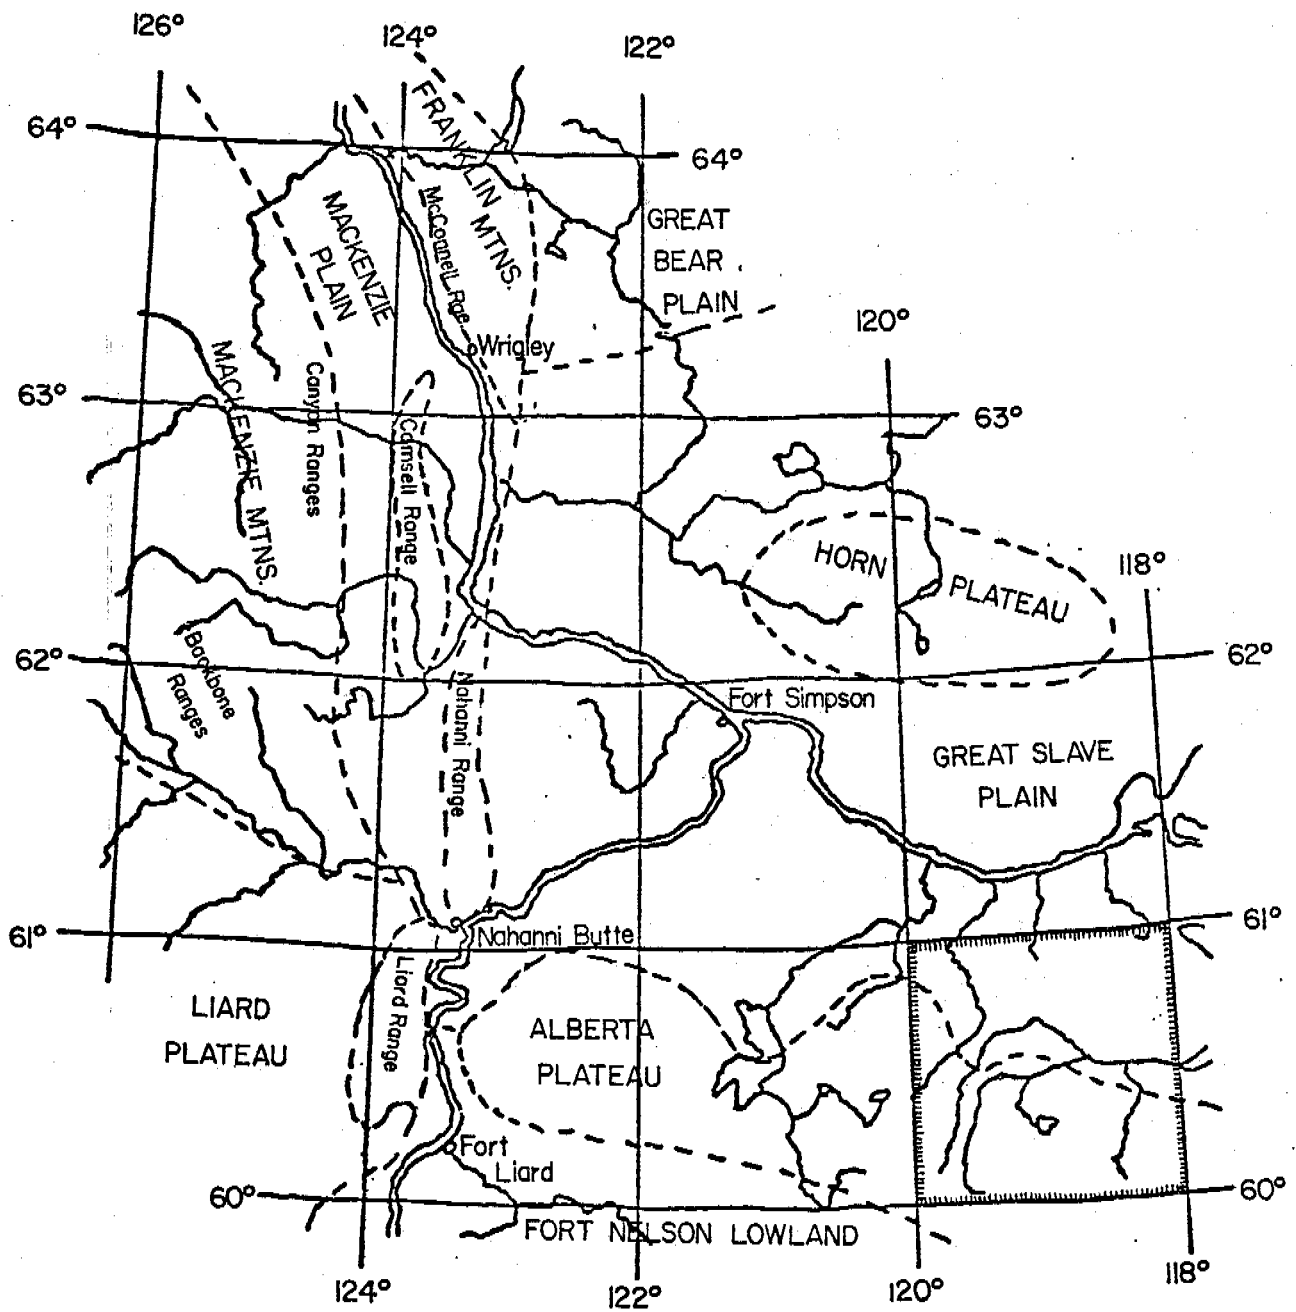 126°
124°
122°
64°
FRANKLIN MTNS.
64°
MACKENZIE
PLAIN
McConnell Rge.
GREAT
BEAR
PLAIN
120°
Wrigley
MACKENZIE MTNS.
Canyon Ranges
63°
63°
Camsell Range
HORN
PLATEAU
118°
62°
62°
Backbone
Ranges
Nahanni Range
Fort Simpson
GREAT SLAVE
PLAIN
61°
61°
Nahanni Butte
Liard Range
LIARD
PLATEAU
ALBERTA
PLATEAU
Fort
Liard
60°
60°
FORT NELSON LOWLAND
124°
122°
120°
118°